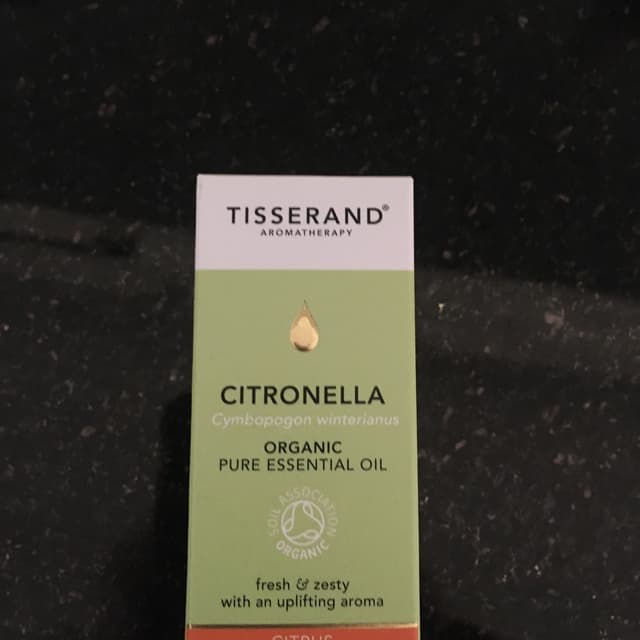 TISSERAND®
AROMATHERAPY
CITRONELLA
Cymbopogon winterianus
ORGANIC
PURE ESSENTIAL OIL
SOIL ASSOCIATION
ORGANIC
fresh & zesty
with an uplifting aroma
CITRUS